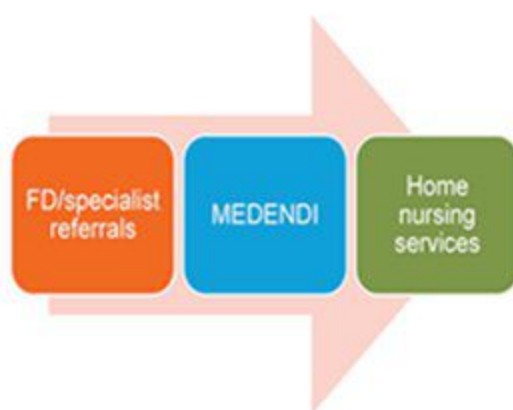 FD/specialist
referrals
MEDENDI
Home
nursing
services